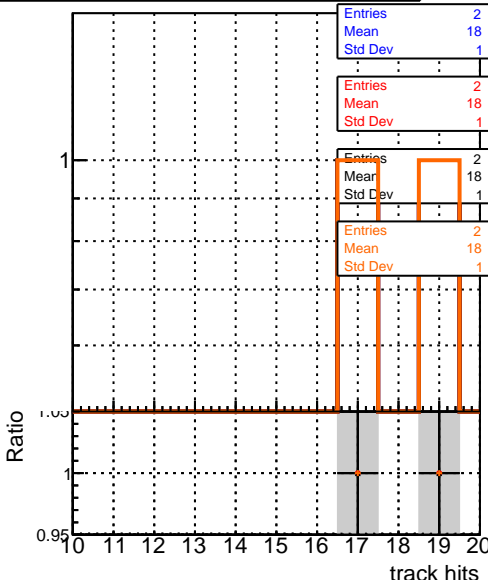 Entries 2
Mean 18
Std Dev 1
Entries 2
Mean 18
Std Dev 1
Entries 2
Mean 18
Std Dev 1
Entries 2
Mean 18
Std Dev 1
1
1.05
1
0.95
Ratio
10 11 12 13 14 15 16 17 18 19 20
track hits